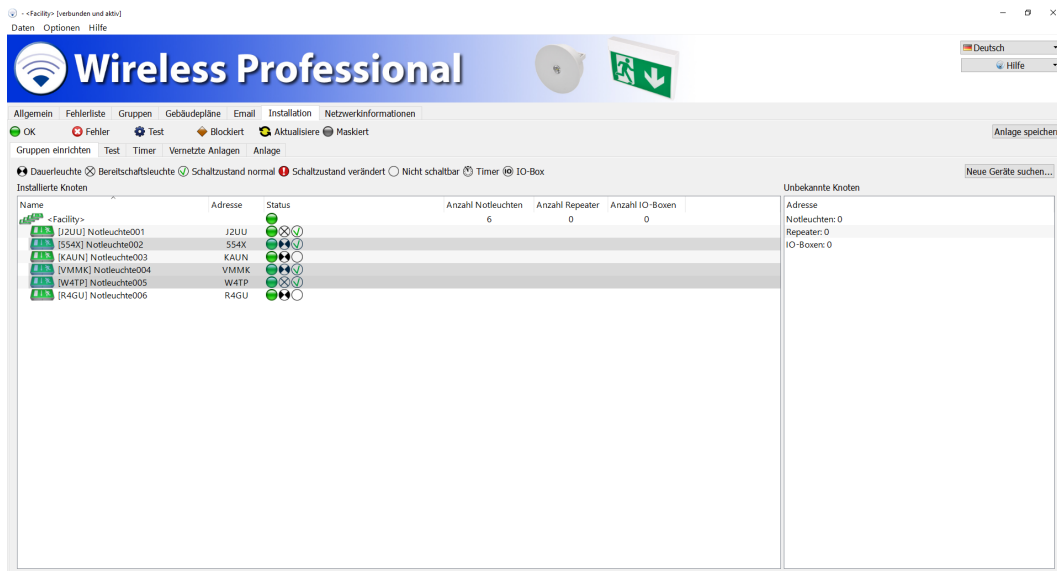 - <Facility> [verbunden und aktiv]
Daten Optionen Hilfe
Wireless Professional
Deutsch
Hilfe
Allgemein Fehlerliste Gruppen Gebäudepläne Email Installation Netzwerkinformationen
OK Fehler Test Blockiert Aktualisiere Maskiert Anlage speichern
Gruppen einrichten Test Timer Vernetzte Anlagen Anlage
Dauerleuchte Bereitschaftsleuchte Schaltzustand normal Schaltzustand verändert Nicht schaltbar Timer IO-Box Neue Geräte suchen...
Installierte Knoten Unbekannte Knoten
Name Adresse Status Anzahl Notleuchten Anzahl Repeater Anzahl IO-Boxen Adresse
<Facility> 6 0 0 Notleuchten: 0
[J2UU] Notleuchte001 J2UU Repeater: 0
[554X] Notleuchte002 554X IO-Boxen: 0
[KAUN] Notleuchte003 KAUN
[VMMK] Notleuchte004 VMMK
[W4TP] Notleuchte005 W4TP
[R4GU] Notleuchte006 R4GU